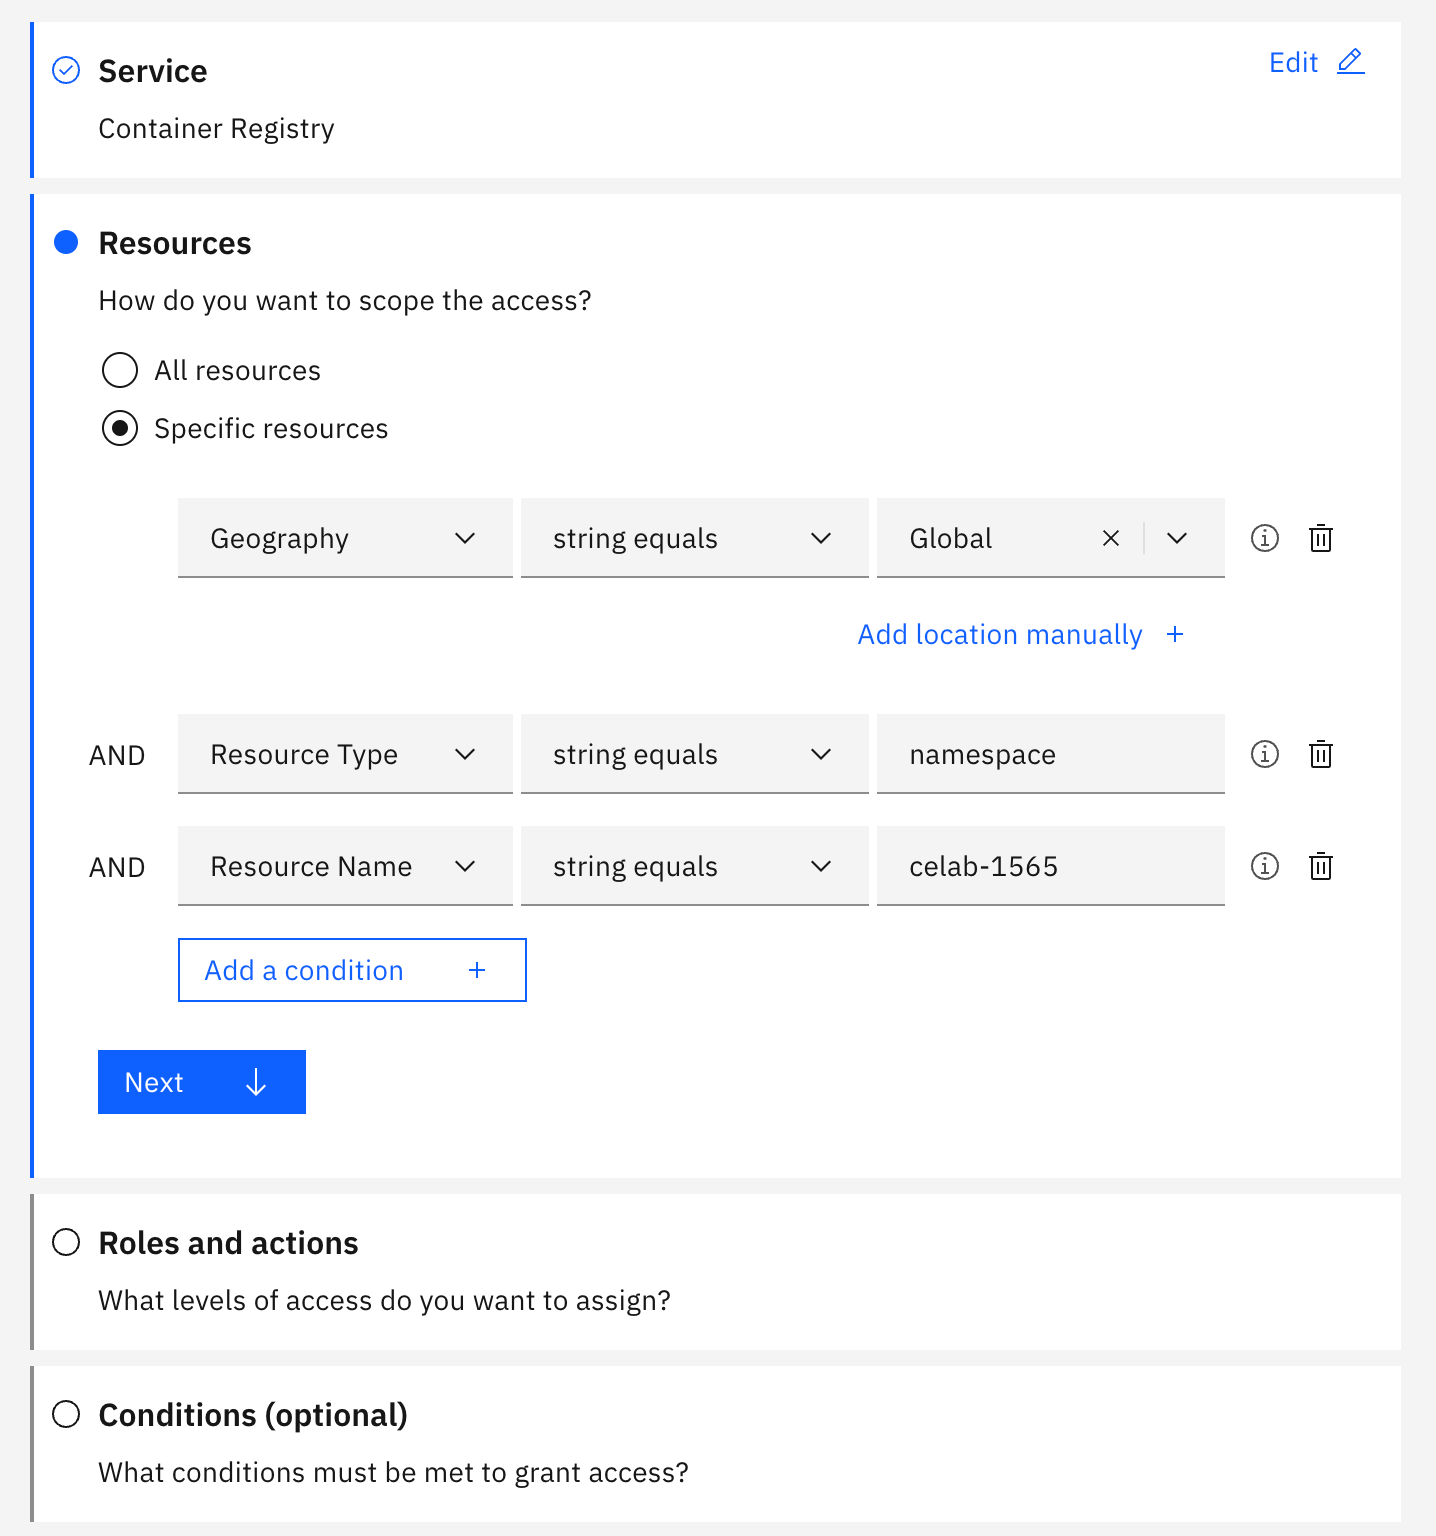 Service
Edit
Container Registry
Resources
How do you want to scope the access?
All resources
Specific resources
Geography string equals Global
Add location manually +
AND Resource Type string equals namespace
AND Resource Name string equals celab-1565
Add a condition +
Next
Roles and actions
What levels of access do you want to assign?
Conditions (optional)
What conditions must be met to grant access?